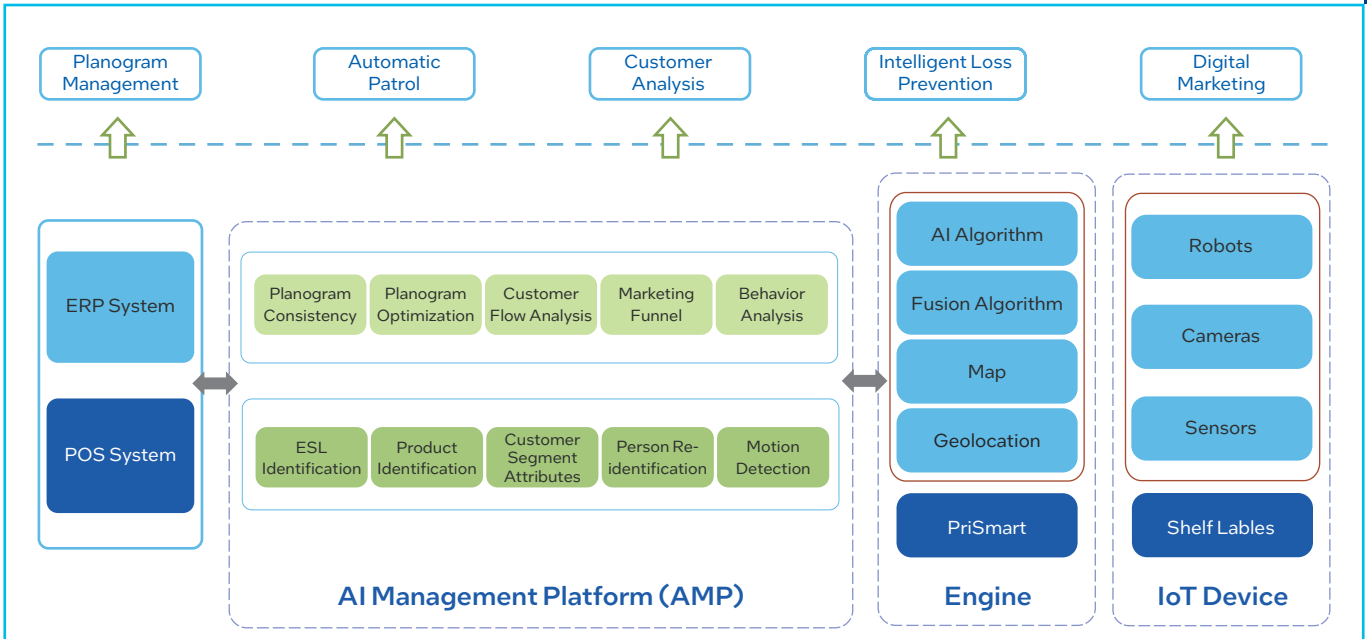 Planogram
Management
Automatic
Patrol
Customer
Analysis
Intelligent Loss
Prevention
Digital
Marketing
ERP System
POS System
Planogram
Consistency
Planogram
Optimization
Customer
Flow Analysis
Marketing
Funnel
Behavior
Analysis
ESL
Identification
Product
Identification
Customer
Segment
Attributes
Person Re-
identification
Motion
Detection
AI Management Platform (AMP)
AI Algorithm
Fusion Algorithm
Map
Geolocation
PriSmart
Engine
Robots
Cameras
Sensors
Shelf Lables
IoT Device